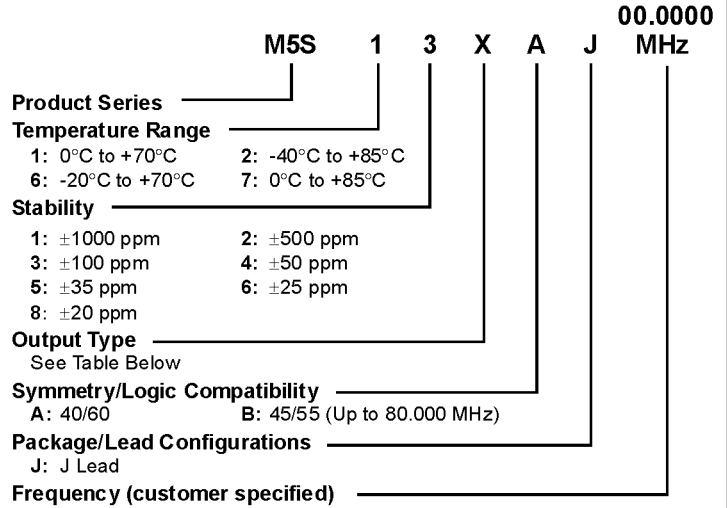 00.0000
M5S 1 3 X A J MHz
Product Series
Temperature Range
1: 0°C to +70°C 2: -40°C to +85°C
6: -20°C to +70°C 7: 0°C to +85°C
Stability
1: ±1000 ppm 2: ±500 ppm
3: ±100 ppm 4: ±50 ppm
5: ±35 ppm 6: ±25 ppm
8: ±20 ppm
Output Type
See Table Below
Symmetry/Logic Compatibility
A: 40/60 B: 45/55 (Up to 80.000 MHz)
Package/Lead Configurations
J: J Lead
Frequency (customer specified)